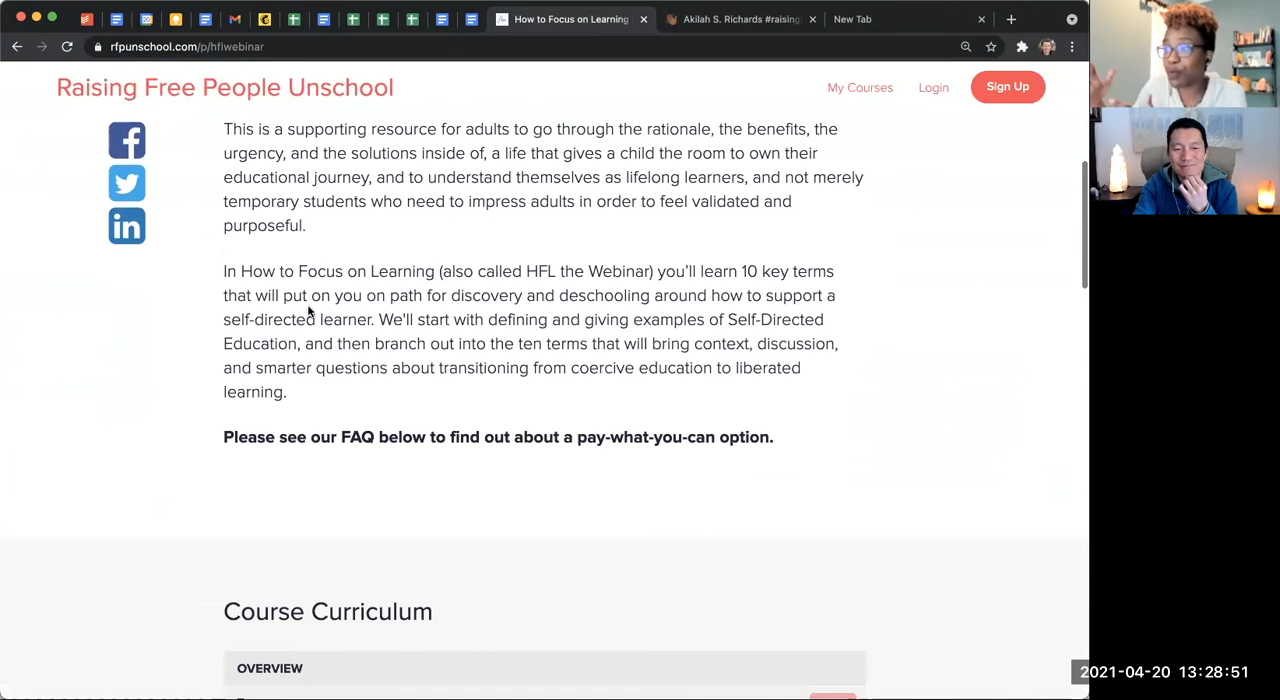 How to Focus on Learning
Akilah S. Richards #raising
New Tab
rfpunschool.com/p/hflwebinar
Raising Free People Unschool
My Courses
Login
Sign Up
This is a supporting resource for adults to go through the rationale, the benefits, the
urgency, and the solutions inside of, a life that gives a child the room to own their
educational journey, and to understand themselves as lifelong learners, and not merely
temporary students who need to impress adults in order to feel validated and
purposeful.
In How to Focus on Learning (also called HFL the Webinar) you’ll learn 10 key terms
that will put on you on path for discovery and deschooling around how to support a
self-directed learner. We'll start with defining and giving examples of Self-Directed
Education, and then branch out into the ten terms that will bring context, discussion,
and smarter questions about transitioning from coercive education to liberated
learning.
Please see our FAQ below to find out about a pay-what-you-can option.
Course Curriculum
OVERVIEW
2021-04-20 13:28:51